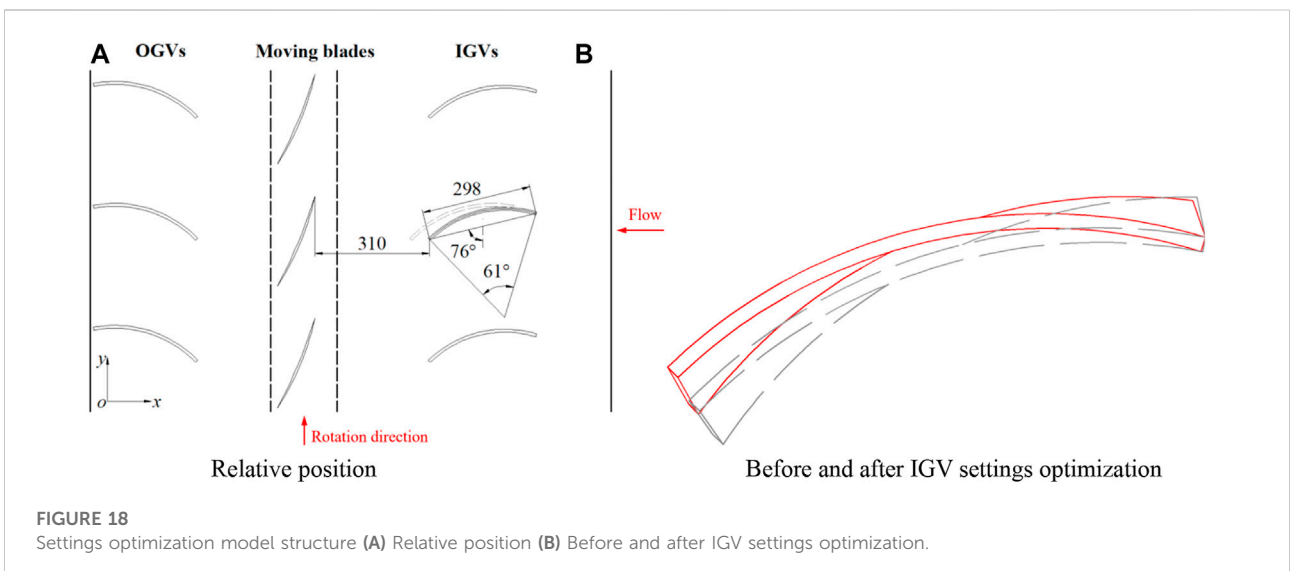 A
OGVs
Moving blades
IGVs
B
298
Flow
310
76°
61°
y
o
x
Rotation direction
Relative position
Before and after IGV settings optimization
FIGURE 18
Settings optimization model structure (A) Relative position (B) Before and after IGV settings optimization.